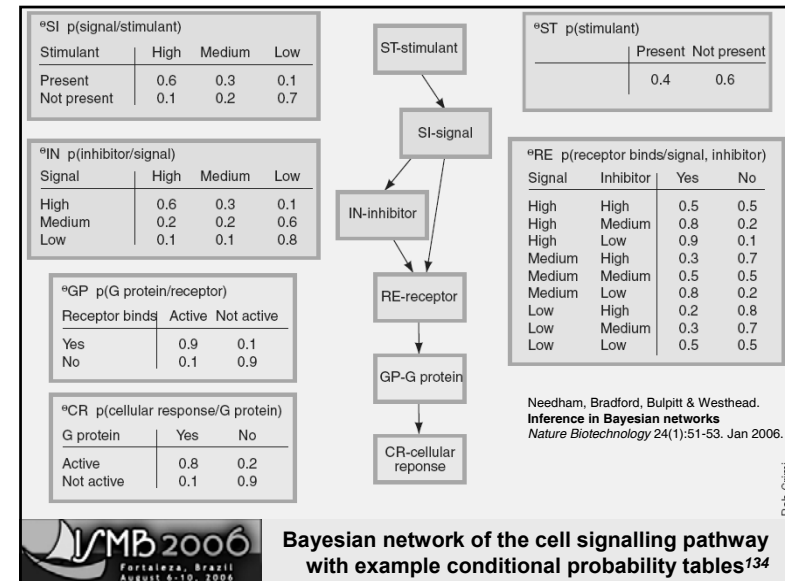 ᶿSI p(signal/stimulant)
Stimulant High Medium Low
Present 0.6 0.3 0.1
Not present 0.1 0.2 0.7
ST-stimulant
ᶿST p(stimulant)
Present Not present
0.4 0.6
SI-signal
ᶿIN p(inhibitor/signal)
Signal High Medium Low
High 0.6 0.3 0.1
Medium 0.2 0.2 0.6
Low 0.1 0.1 0.8
IN-inhibitor
ᶿRE p(receptor binds/signal, inhibitor)
Signal Inhibitor Yes No
High High 0.5 0.5
High Medium 0.8 0.2
High Low 0.9 0.1
Medium High 0.3 0.7
Medium Medium 0.5 0.5
Medium Low 0.8 0.2
Low High 0.2 0.8
Low Medium 0.3 0.7
Low Low 0.5 0.5
ᶿGP p(G protein/receptor)
Receptor binds Active Not active
Yes 0.9 0.1
No 0.1 0.9
RE-receptor
GP-G protein
ᶿCR p(cellular response/G protein)
G protein Yes No
Active 0.8 0.2
Not active 0.1 0.9
CR-cellular
reponse
Needham, Bradford, Bulpitt & Westhead.
Inference in Bayesian networks
Nature Biotechnology 24(1):51-53. Jan 2006.
ISMB 2006
Fortaleza, Brazil
August 6-10, 2006
Bayesian network of the cell signalling pathway
with example conditional probability tables134